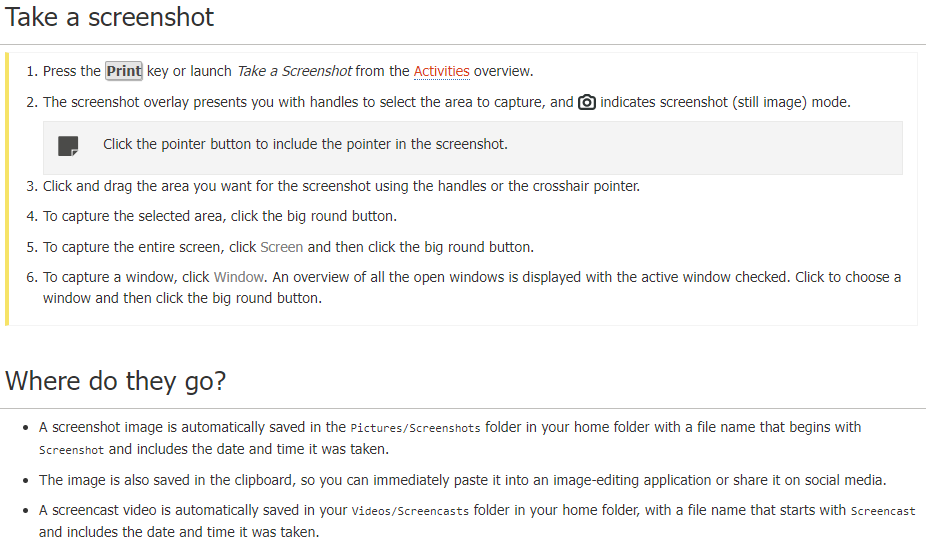 Take a screenshot
1. Press the Print key or launch Take a Screenshot from the Activities overview.
2. The screenshot overlay presents you with handles to select the area to capture, and indicates screenshot (still image) mode.
Click the pointer button to include the pointer in the screenshot.
3. Click and drag the area you want for the screenshot using the handles or the crosshair pointer.
4. To capture the selected area, click the big round button.
5. To capture the entire screen, click Screen and then click the big round button.
6. To capture a window, click Window. An overview of all the open windows is displayed with the active window checked. Click to choose a
window and then click the big round button.
Where do they go?
• A screenshot image is automatically saved in the Pictures/Screenshots folder in your home folder with a file name that begins with
Screenshot and includes the date and time it was taken.
• The image is also saved in the clipboard, so you can immediately paste it into an image-editing application or share it on social media.
• A screencast video is automatically saved in your Videos/Screencasts folder in your home folder, with a file name that starts with Screencast
and includes the date and time it was taken.